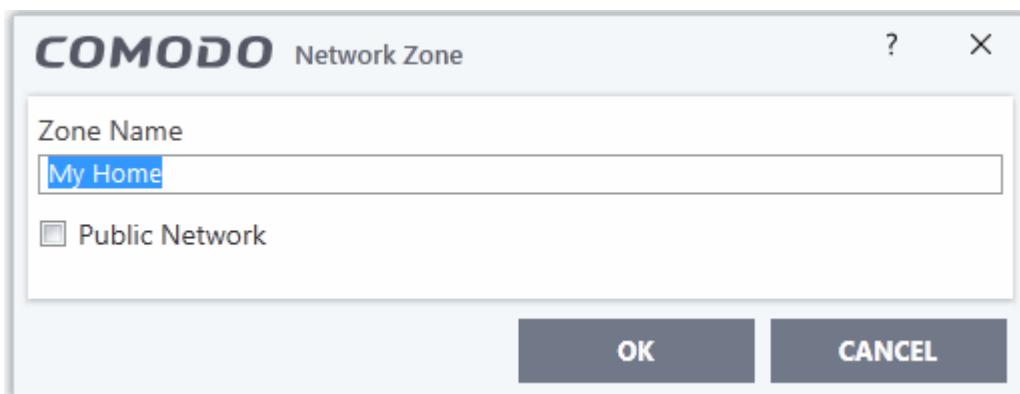 COMODO Network Zone ? ×
Zone Name
My Home
Public Network
OK CANCEL